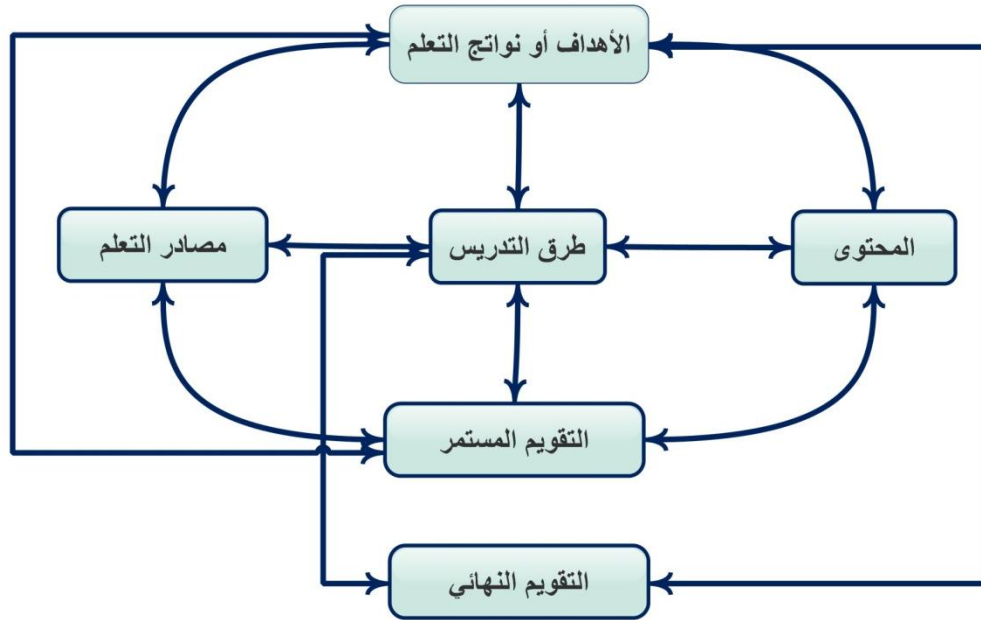 الأهداف أو نواتج التعلم
المحتوى
طرق التدريس
مصادر التعلم
التقويم المستمر
التقويم النهائي